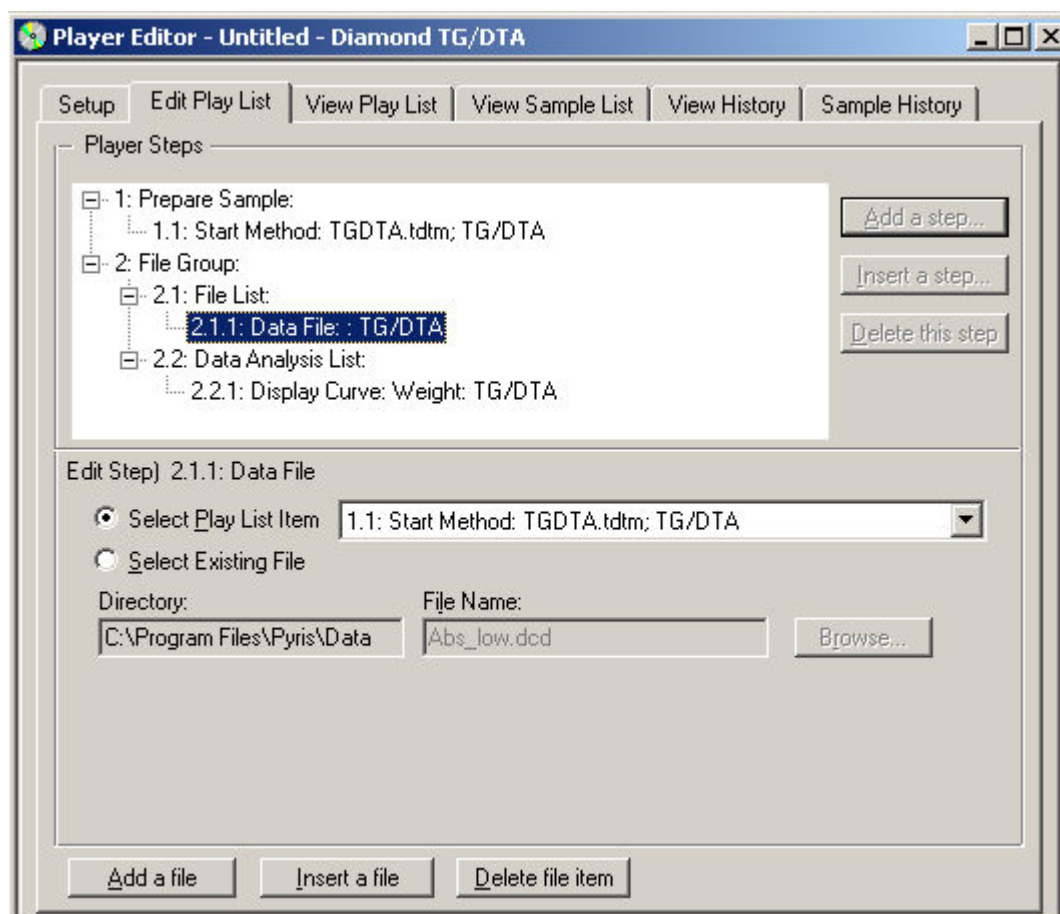 Player Editor - Untitled - Diamond TG/DTA
Setup Edit Play List View Play List View Sample List View History Sample History
Player Steps
1: Prepare Sample:
1.1: Start Method: TGDTA.tdtm; TG/DTA
2: File Group:
2.1: File List:
2.1.1: Data File: : TG/DTA
2.2: Data Analysis List:
2.2.1: Display Curve: Weight: TG/DTA
Add a step...
Insert a step...
Delete this step
Edit Step) 2.1.1: Data File
Select Play List Item 1.1: Start Method: TGDTA.tdtm; TG/DTA
Select Existing File
Directory: File Name:
C:\Program Files\Pyris\Data Abs_low.dcd Browse...
Add a file Insert a file Delete file item